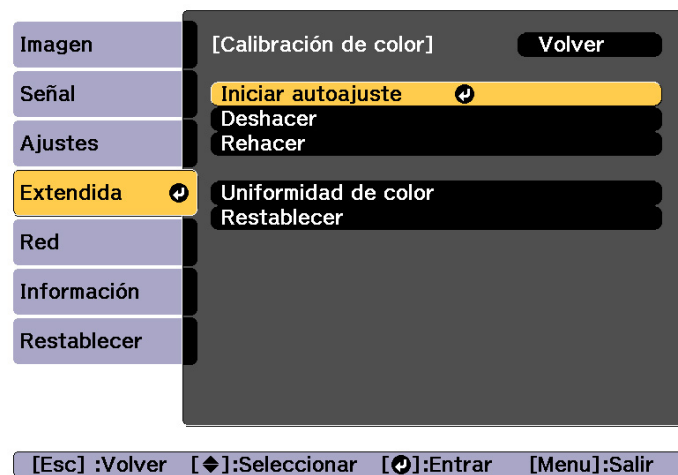 Imagen
Señal
Ajustes
Extendida
Red
Información
Restablecer
[Calibración de color] Volver
Iniciar autoajuste
Deshacer
Rehacer
Uniformidad de color
Restablecer
[Esc] :Volver [◆]:Seleccionar [↵]:Entrar [Menu]:Salir